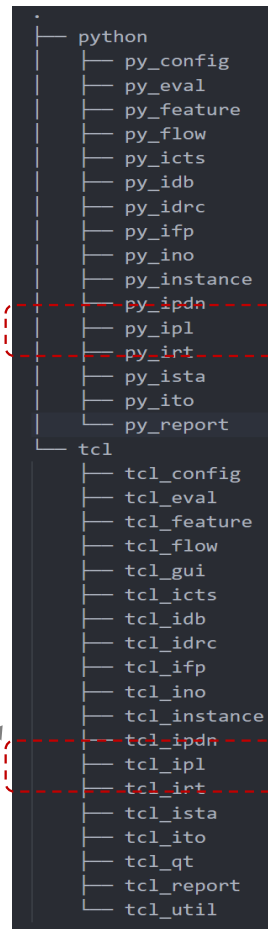 .
├── python
│   ├── py_config
│   ├── py_eval
│   ├── py_feature
│   ├── py_flow
│   ├── py_icts
│   ├── py_idb
│   ├── py_idrc
│   ├── py_ifp
│   ├── py_ino
│   ├── py_instance
│   ├── py_ipdn
│   ├── py_ipl
│   ├── py_irt
│   ├── py_ista
│   ├── py_ito
│   └── py_report
└── tcl
    ├── tcl_config
    ├── tcl_eval
    ├── tcl_feature
    ├── tcl_flow
    ├── tcl_gui
    ├── tcl_icts
    ├── tcl_idb
    ├── tcl_idrc
    ├── tcl_ifp
    ├── tcl_ino
    ├── tcl_instance
    ├── tcl_ipdn
    ├── tcl_ipl
    ├── tcl_irt
    ├── tcl_ista
    ├── tcl_ito
    ├── tcl_qt
    ├── tcl_report
    └── tcl_util